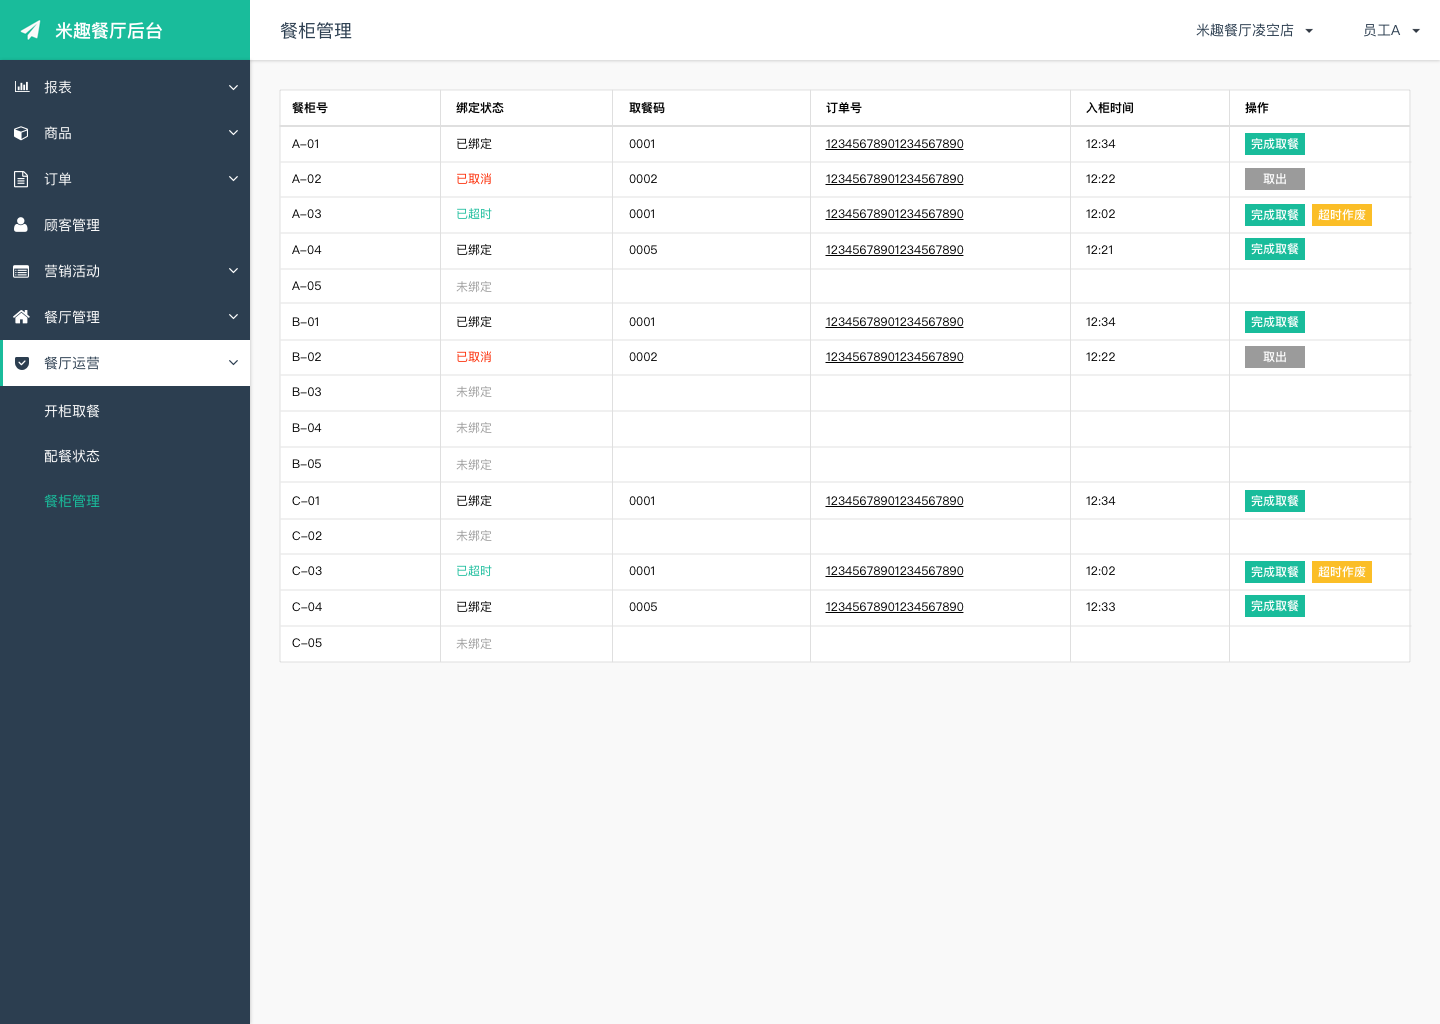 米趣餐厅后台
报表
商品
订单
顾客管理
营销活动
餐厅管理
餐厅运营
开柜取餐
配餐状态
餐柜管理
餐柜管理 米趣餐厅凌空店 员工A
餐柜号 绑定状态 取餐码 订单号 入柜时间 操作
A-01 已绑定 0001 12345678901234567890 12:34 完成取餐
A-02 已取消 0002 12345678901234567890 12:22 取出
A-03 已超时 0001 12345678901234567890 12:02 完成取餐 超时作废
A-04 已绑定 0005 12345678901234567890 12:21 完成取餐
A-05 未绑定
B-01 已绑定 0001 12345678901234567890 12:34 完成取餐
B-02 已取消 0002 12345678901234567890 12:22 取出
B-03 未绑定
B-04 未绑定
B-05 未绑定
C-01 已绑定 0001 12345678901234567890 12:34 完成取餐
C-02 未绑定
C-03 已超时 0001 12345678901234567890 12:02 完成取餐 超时作废
C-04 已绑定 0005 12345678901234567890 12:33 完成取餐
C-05 未绑定